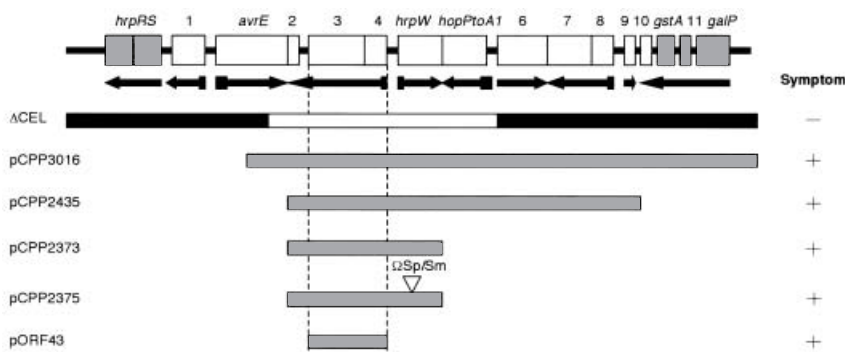 hrpRS 1 avrE 2 3 4 hrpW hopPtoA1 6 7 8 9 10 gstA 11 galP
Symptom
ΔCEL –
pCPP3016 +
pCPP2435 +
pCPP2373 +
ΩSp/Sm
pCPP2375 +
pORF43 +